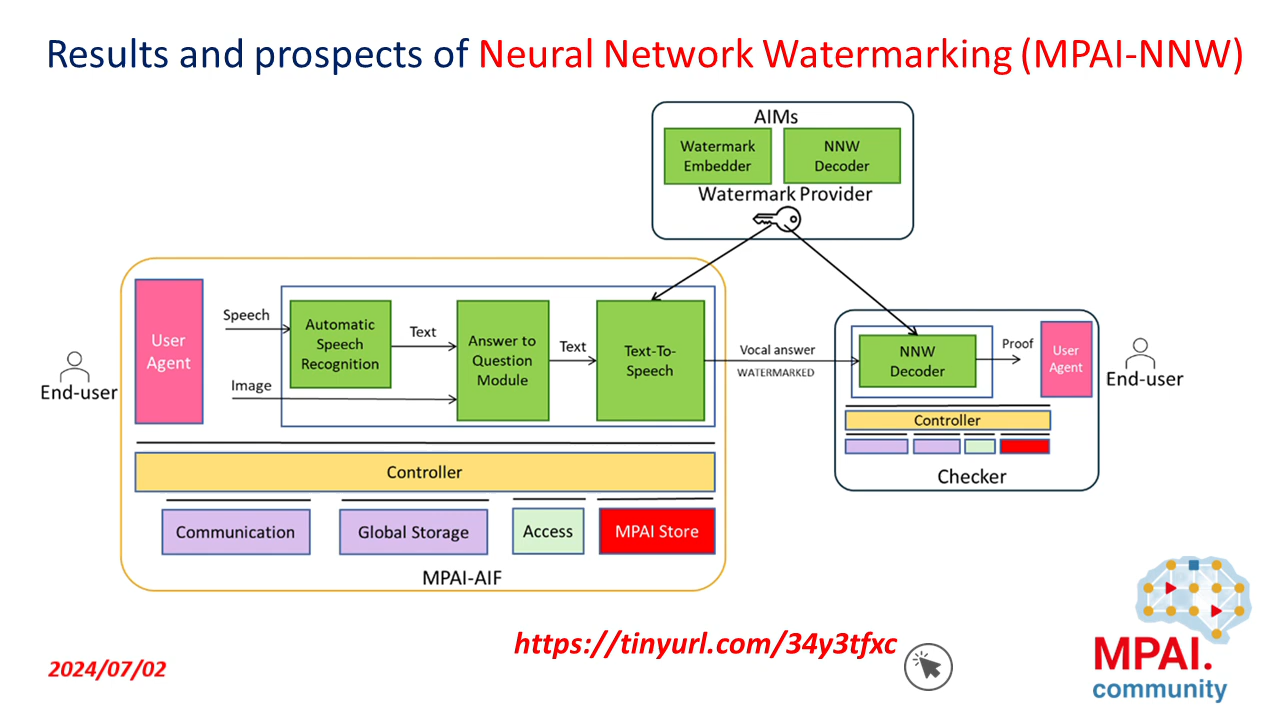 Results and prospects of Neural Network Watermarking (MPAI-NNW)
AIMs
Watermark
Embedder
NNW
Decoder
Watermark Provider
User
Agent
Speech
Automatic
Speech
Recognition
Text
Answer to
Question
Module
Text
Text-To-
Speech
Image
End-user
Vocal answer
WATERMARKED
NNW
Decoder
Proof
User
Agent
End-user
Controller
Checker
Controller
Communication
Global Storage
Access
MPAI Store
MPAI-AIF
https://tinyurl.com/34y3tfxc
2024/07/02
MPAI.
community